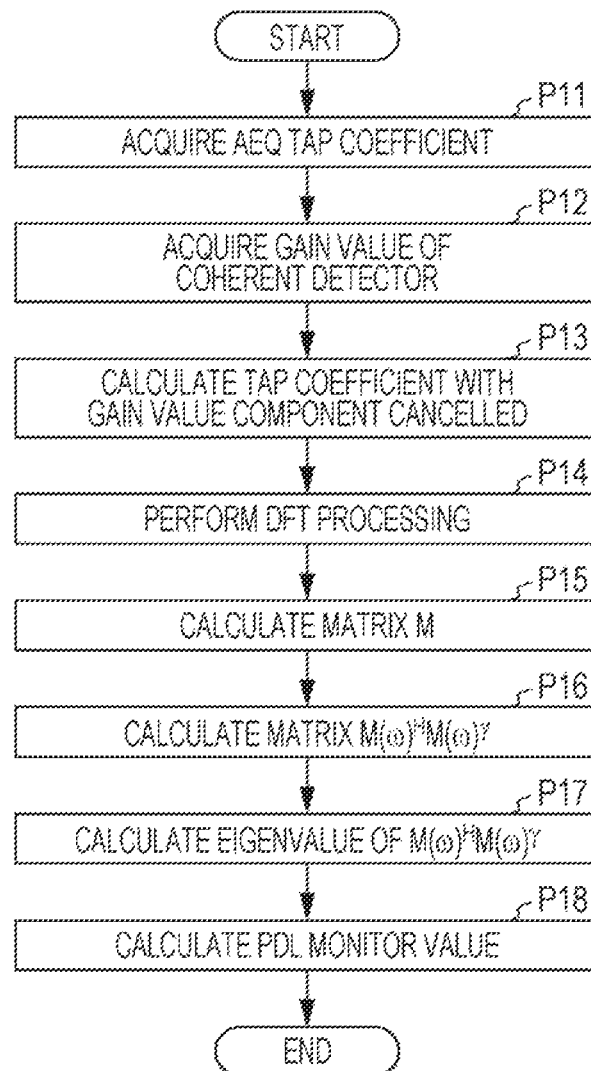 START
P11
ACQUIRE AEQ TAP COEFFICIENT
P12
ACQUIRE GAIN VALUE OF
COHERENT DETECTOR
P13
CALCULATE TAP COEFFICIENT WITH
GAIN VALUE COMPONENT CANCELLED
P14
PERFORM DFT PROCESSING
P15
CALCULATE MATRIX M
P16
CALCULATE MATRIX M(ω)ᴴM(ω)ᵞ
P17
CALCULATE EIGENVALUE OF M(ω)ᴴM(ω)ᵞ
P18
CALCULATE PDL MONITOR VALUE
END